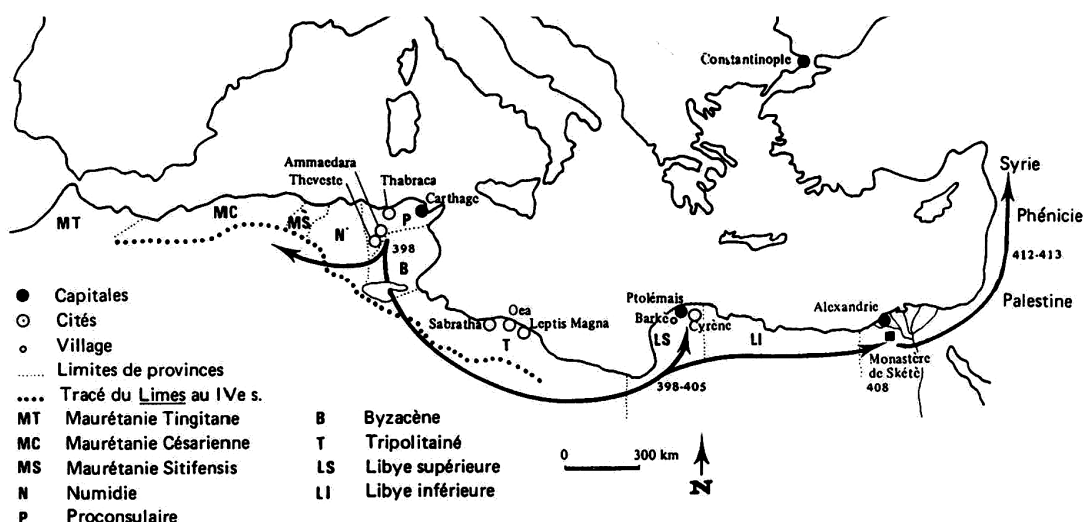 Constantinople
Syrie
Ammaedara
Theveste
Thabraca
Carthage
MT
MC
MS
N
P
398
B
Phénicie
412-413
Palestine
Ptolémais
Barké
Cyrène
Alexandrie
Oea
Sabratha
Leptis Magna
T
LS
LI
398-405
Monastère
de Skétè
408
Capitales
Cités
Village
Limites de provinces
Tracé du Limes au IVe s.
MT Maurétanie Tingitane
MC Maurétanie Césarienne
MS Maurétanie Sitifensis
N Numidie
P Proconsulaire
B Byzacène
T Tripolitainé
LS Libye supérieure
LI Libye inférieure
0 300 km
N